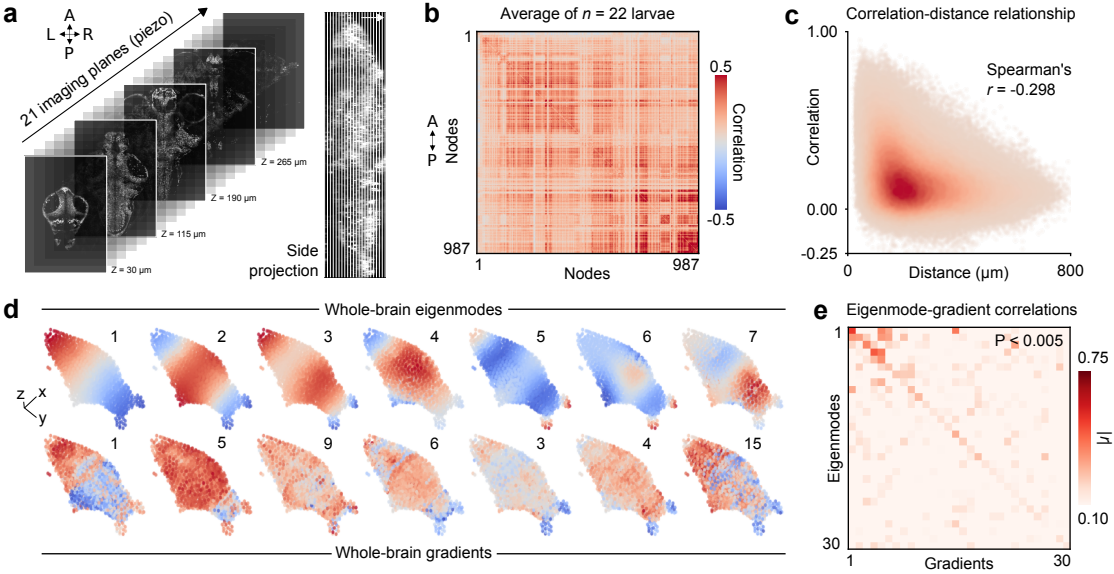 a
A
L R
P
21 imaging planes (piezo)
Z = 30 µm
Z = 115 µm
Z = 190 µm
Z = 265 µm
Side
projection
b
Average of n = 22 larvae
1
987
A
P
Nodes
1
987
Nodes
0.5
Correlation
-0.5
c
Correlation-distance relationship
1.00
0.00
-0.25
Correlation
Spearman's
r = -0.298
0
800
Distance (µm)
d
Whole-brain eigenmodes
1 2 3 4 5 6 7
z x
y
1 5 9 6 3 4 15
Whole-brain gradients
e
Eigenmode-gradient correlations
1
P < 0.005
Eigenmodes
30
1
30
Gradients
0.75
|r|
0.10